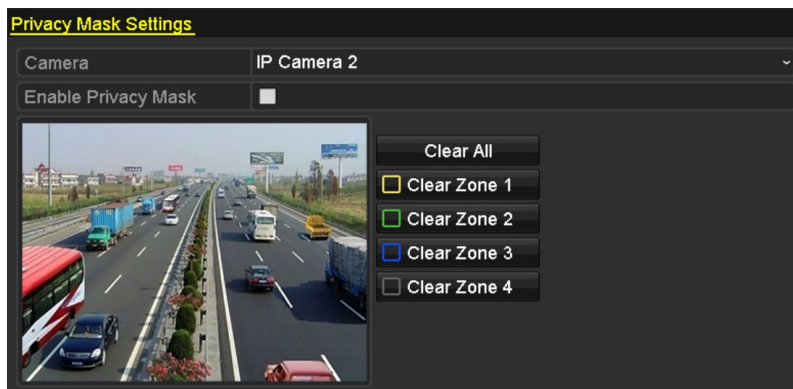 Privacy Mask Settings
Camera IP Camera 2
Enable Privacy Mask
Clear All
Clear Zone 1
Clear Zone 2
Clear Zone 3
Clear Zone 4